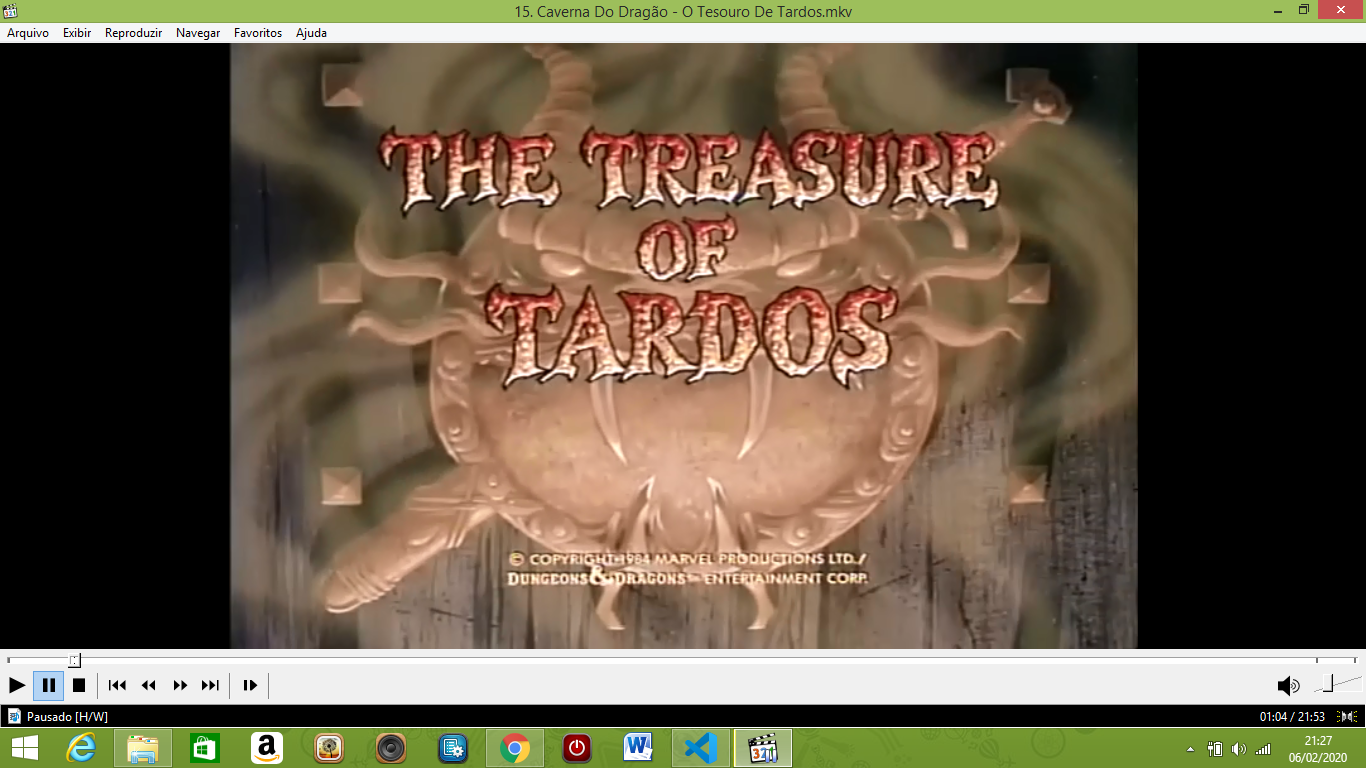 15. Caverna Do Dragão - O Tesouro De Tardos.mkv
Arquivo Exibir Reproduzir Navegar Favoritos Ajuda
THE TREASURE
OF
TARDOS
© COPYRIGHT 1984 MARVEL PRODUCTIONS LTD./
DUNGEONS & DRAGONS™ ENTERTAINMENT CORP.
Pausado [H/W]
01:04 / 21:53
21:27
06/02/2020